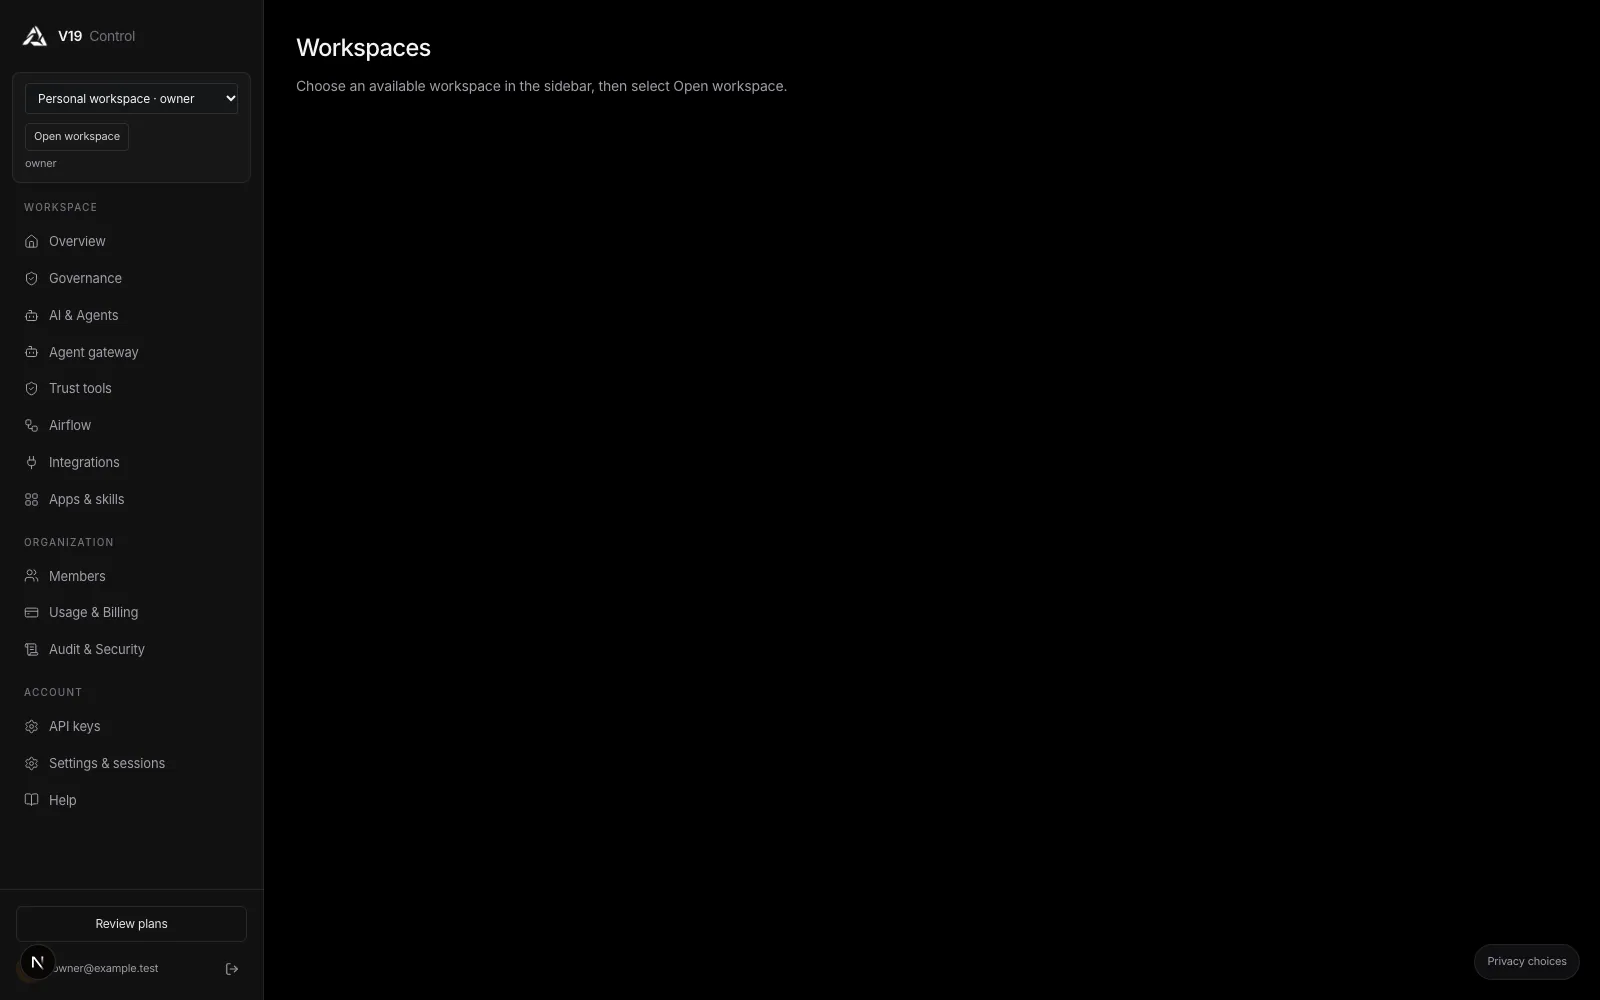 V19 Control
Personal workspace · owner
Open workspace
owner
WORKSPACE
Overview
Governance
AI & Agents
Agent gateway
Trust tools
Airflow
Integrations
Apps & skills
ORGANIZATION
Members
Usage & Billing
Audit & Security
ACCOUNT
API keys
Settings & sessions
Help
Review plans
N
owner@example.test
Workspaces
Choose an available workspace in the sidebar, then select Open workspace.
Privacy choices